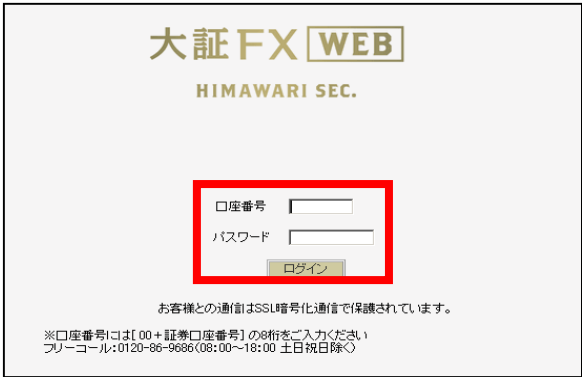 大証FX WEB
HIMAWARI SEC.
口座番号
パスワード
ログイン
お客様との通信はSSL暗号化通信で保護されています。
※口座番号には[00+証券口座番号]の8桁をご入力ください
フリーコール:0120-86-9686(08:00～18:00 土日祝日除く)